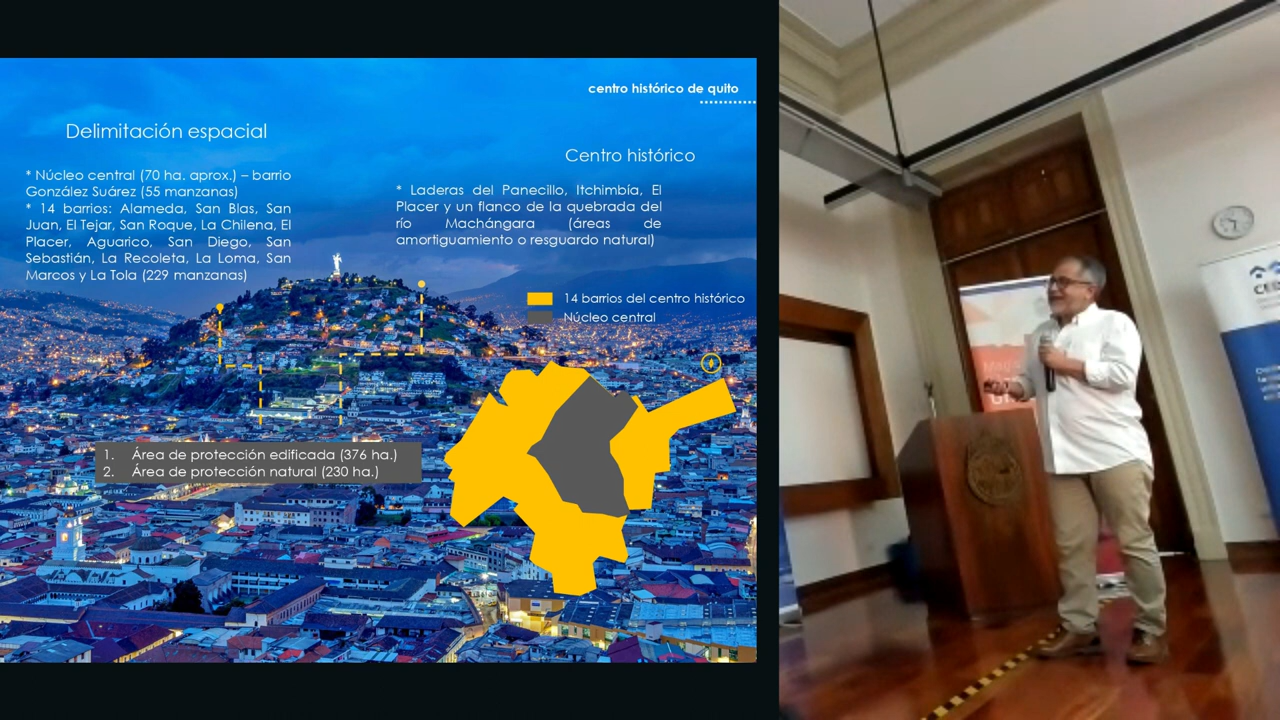 centro histórico de quito
Delimitación espacial
* Núcleo central (70 ha. aprox.) – barrio
González Suárez (55 manzanas)
* 14 barrios: Alameda, San Blas, San
Juan, El Tejar, San Roque, La Chilena, El
Placer, Aguarico, San Diego, San
Sebastián, La Recoleta, La Loma, San
Marcos y La Tola (229 manzanas)
Centro histórico
* Laderas del Panecillo, Itchimbía, El
Placer y un flanco de la quebrada del
río Machángara (áreas de
amortiguamiento o resguardo natural)
14 barrios del centro histórico
Núcleo central
1. Área de protección edificada (376 ha.)
2. Área de protección natural (230 ha.)